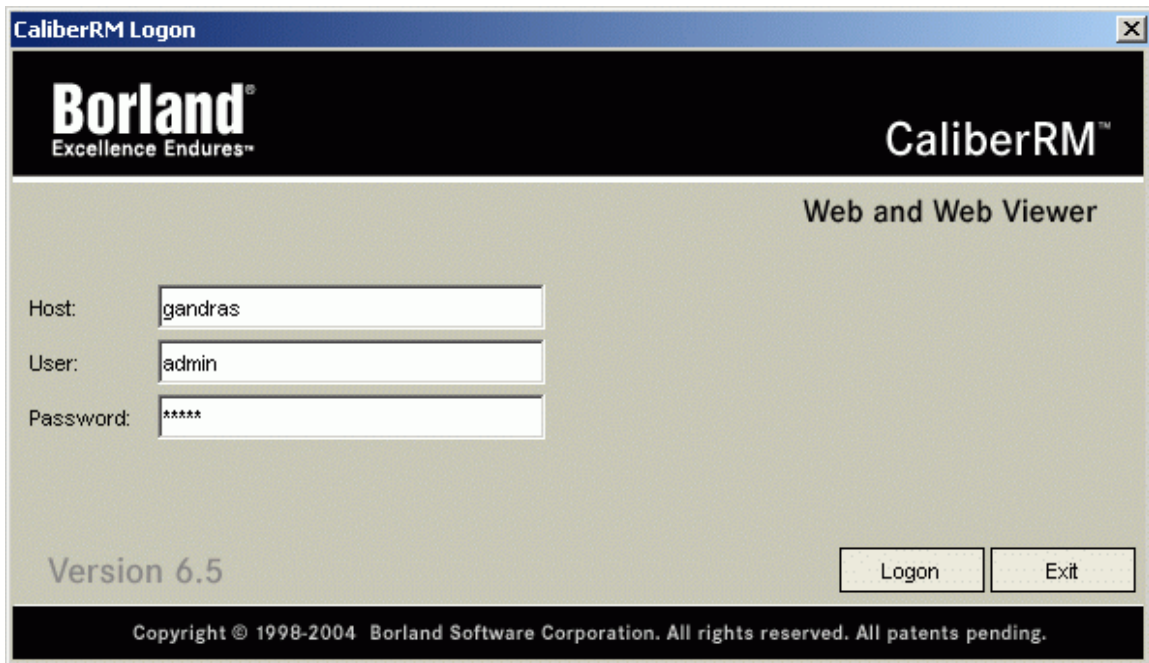 CaliberRM Logon
Borland®
Excellence Endures™
CaliberRM™
Web and Web Viewer
Host: gandras
User: admin
Password: *****
Version 6.5
Logon Exit
Copyright © 1998-2004 Borland Software Corporation. All rights reserved. All patents pending.